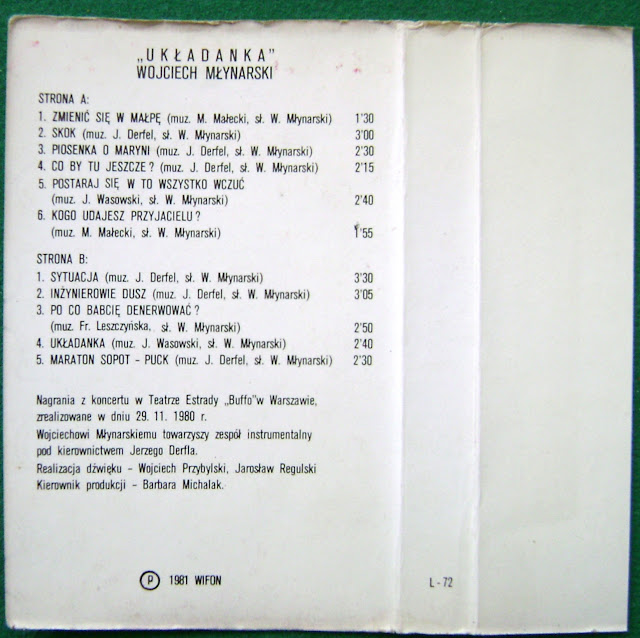 „UKŁADANKA”
WOJCIECH MŁYNARSKI
STRONA A:
1. ZMIENIĆ SIĘ W MAŁPĘ (muz. M. Małecki, sł. W. Młynarski) 1'30
2. SKOK (muz. J. Derfel, sł. W. Młynarski) 3'00
3. PIOSENKA O MARYNI (muz. J. Derfel, sł. W. Młynarski) 2'30
4. CO BY TU JESZCZE? (muz. J. Derfel, sł. W. Młynarski) 2'15
5. POSTARAJ SIĘ W TO WSZYSTKO WCZUĆ
(muz. J. Wasowski, sł. W. Młynarski) 2'40
6. KOGO UDAJESZ PRZYJACIELU?
(muz. M. Małecki, sł. W. Młynarski) 1'55
STRONA B:
1. SYTUACJA (muz. J. Derfel, sł. W. Młynarski) 3'30
2. INŻYNIEROWIE DUSZ (muz. J. Derfel, sł. W. Młynarski) 3'05
3. PO CO BABCIĘ DENERWOWAĆ?
(muz. Fr. Leszczyńska, sł. W. Młynarski) 2'50
4. UKŁADANKA (muz. J. Wasowski, sł. W. Młynarski) 2'40
5. MARATON SOPOT - PUCK (muz. J. Derfel, sł. W. Młynarski) 2'30
Nagrania z koncertu w Teatrze Estrady „Buffo”w Warszawie,
zrealizowane w dniu 29. 11. 1980 r.
Wojciechowi Młynarskiemu towarzyszy zespół instrumentalny
pod kierownictwem Jerzego Derfla.
Realizacja dźwięku - Wojciech Przybylski, Jarosław Regulski
Kierownik produkcji - Barbara Michalak.
Ⓟ 1981 WIFON
L-72